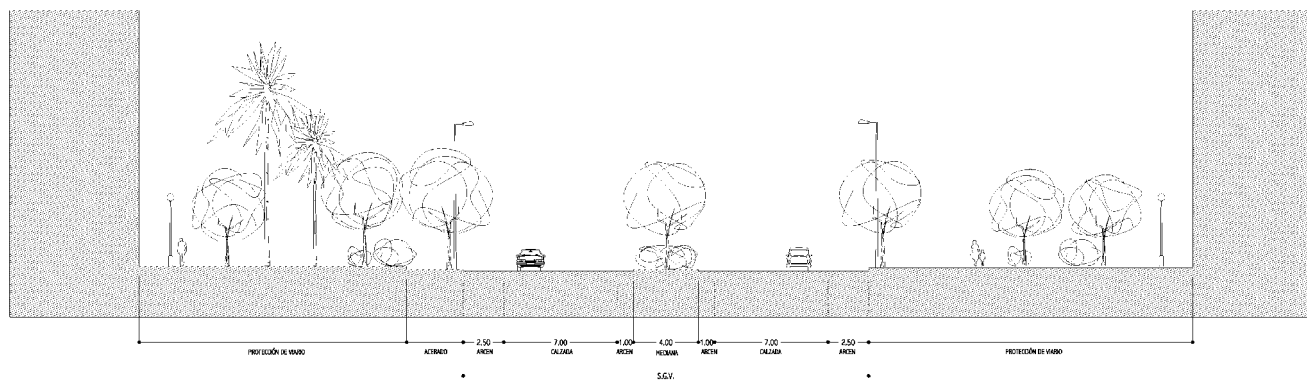 2.50 7.00 1.00 4.00 1.00 7.00 2.50
PROTECCIÓN DE VIARIO ACERADO ARCEN CALZADA ARCEN MEDIANA ARCEN CALZADA ARCEN PROTECCIÓN DE VIARIO
S.G.V.